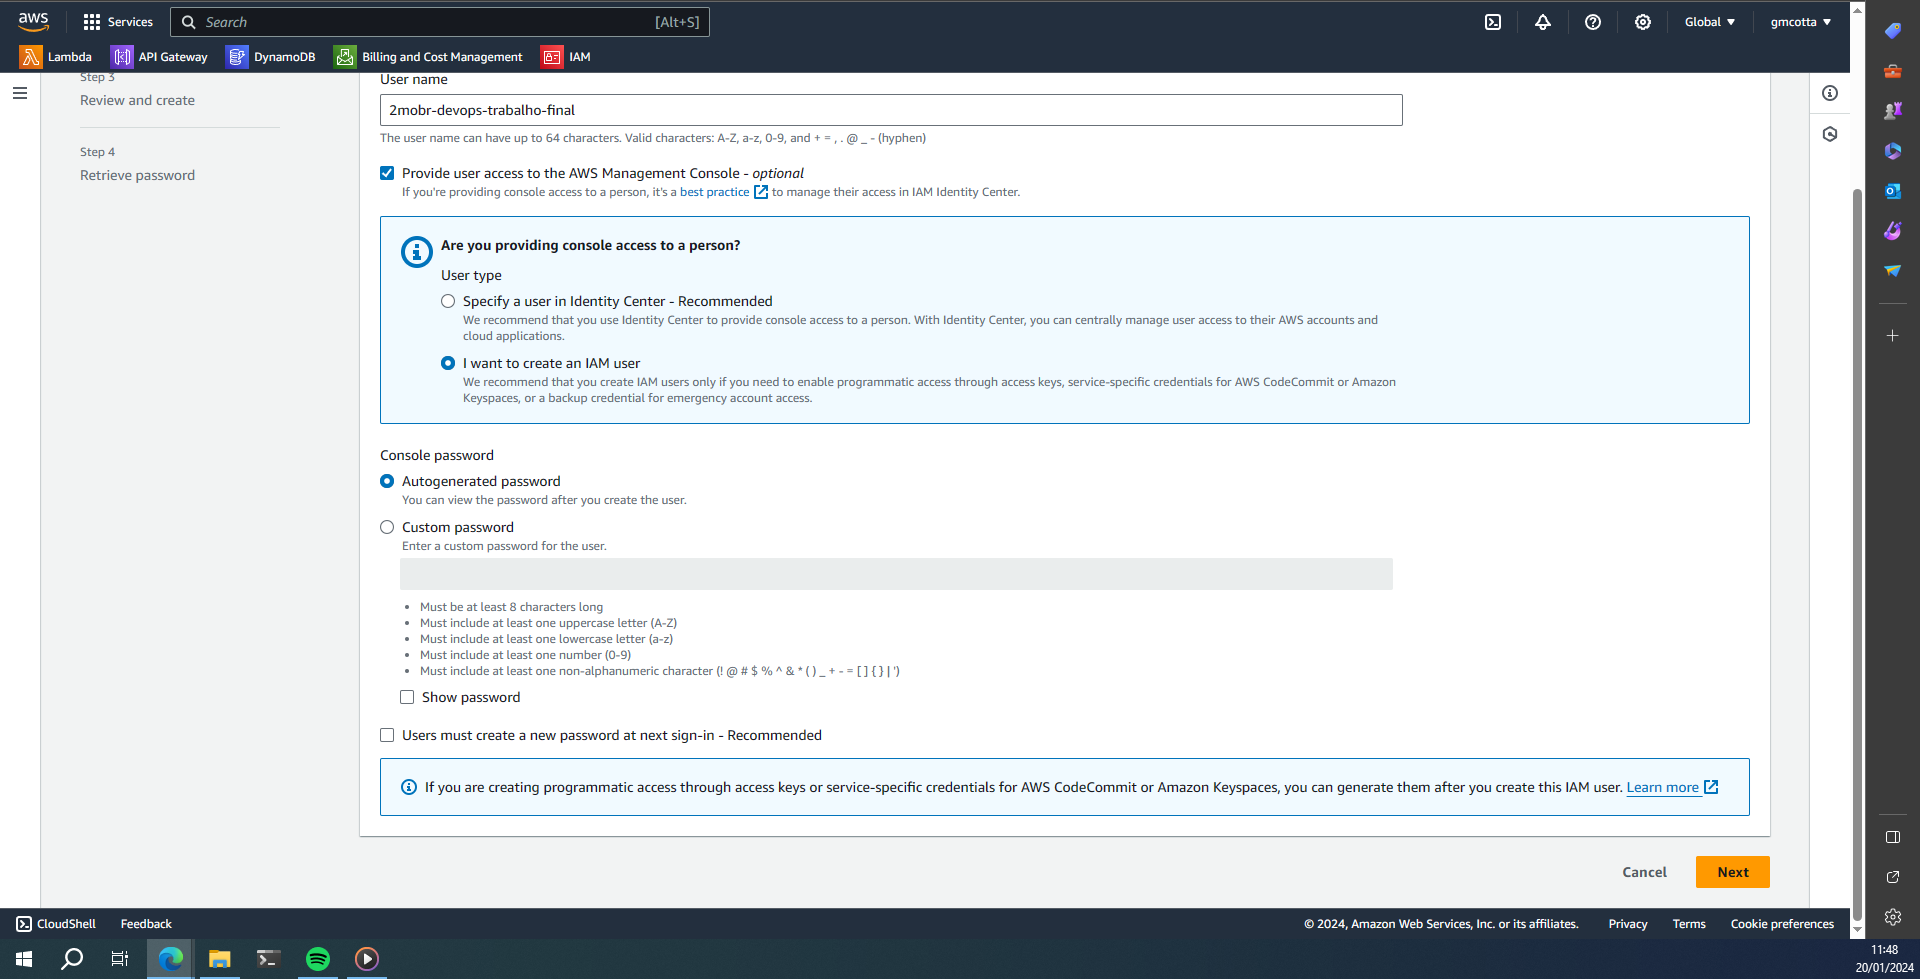 aws
Services
Search [Alt+S]
Global
gmcotta
Lambda
API Gateway
DynamoDB
Billing and Cost Management
IAM
Step 3
Review and create
Step 4
Retrieve password
User name
2mobr-devops-trabalho-final
The user name can have up to 64 characters. Valid characters: A-Z, a-z, 0-9, and + = , . @ _ - (hyphen)
Provide user access to the AWS Management Console - optional
If you're providing console access to a person, it's a best practice to manage their access in IAM Identity Center.
Are you providing console access to a person?
User type
Specify a user in Identity Center - Recommended
We recommend that you use Identity Center to provide console access to a person. With Identity Center, you can centrally manage user access to their AWS accounts and
cloud applications.
I want to create an IAM user
We recommend that you create IAM users only if you need to enable programmatic access through access keys, service-specific credentials for AWS CodeCommit or Amazon
Keyspaces, or a backup credential for emergency account access.
Console password
Autogenerated password
You can view the password after you create the user.
Custom password
Enter a custom password for the user.
• Must be at least 8 characters long
• Must include at least one uppercase letter (A-Z)
• Must include at least one lowercase letter (a-z)
• Must include at least one number (0-9)
• Must include at least one non-alphanumeric character (! @ # $ % ^ & * ( ) _ + - = [ ] { } | ')
Show password
Users must create a new password at next sign-in - Recommended
If you are creating programmatic access through access keys or service-specific credentials for AWS CodeCommit or Amazon Keyspaces, you can generate them after you create this IAM user. Learn more
Cancel
Next
CloudShell
Feedback
© 2024, Amazon Web Services, Inc. or its affiliates.
Privacy
Terms
Cookie preferences
11:48
20/01/2024